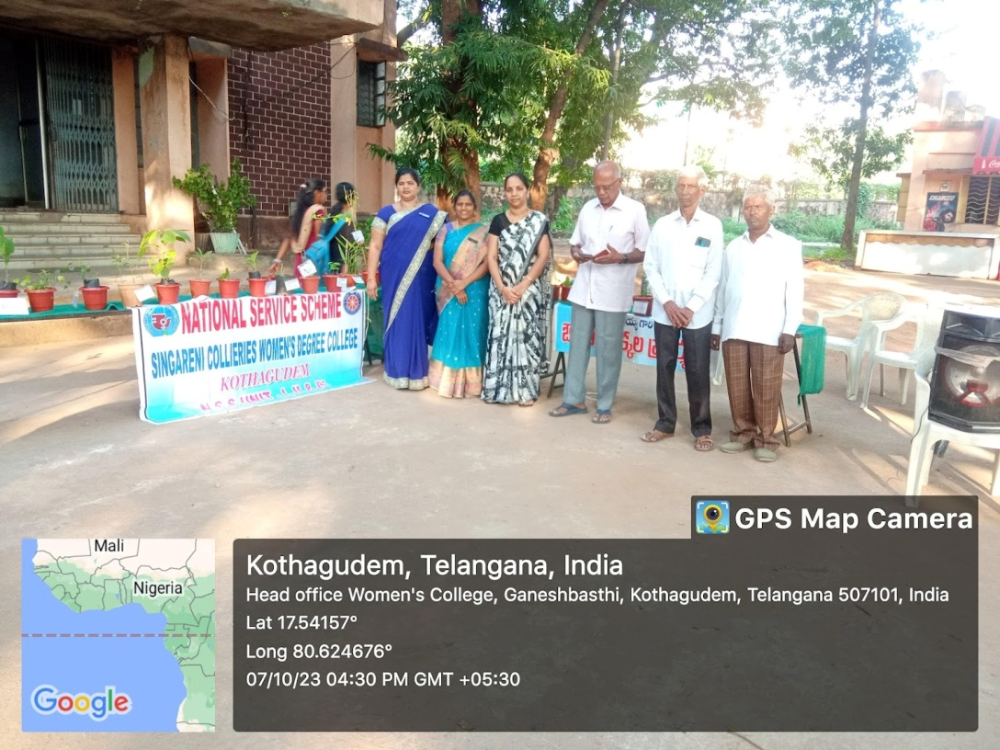 NATIONAL SERVICE SCHEME
SINGARENI COLLIERIES WOMEN'S DEGREE COLLEGE
KOTHAGUDEM
N.S.S UNIT
GPS Map Camera
Mali
Nigeria
Google
Kothagudem, Telangana, India
Head office Women's College, Ganeshbasthi, Kothagudem, Telangana 507101, India
Lat 17.54157°
Long 80.624676°
07/10/23 04:30 PM GMT +05:30